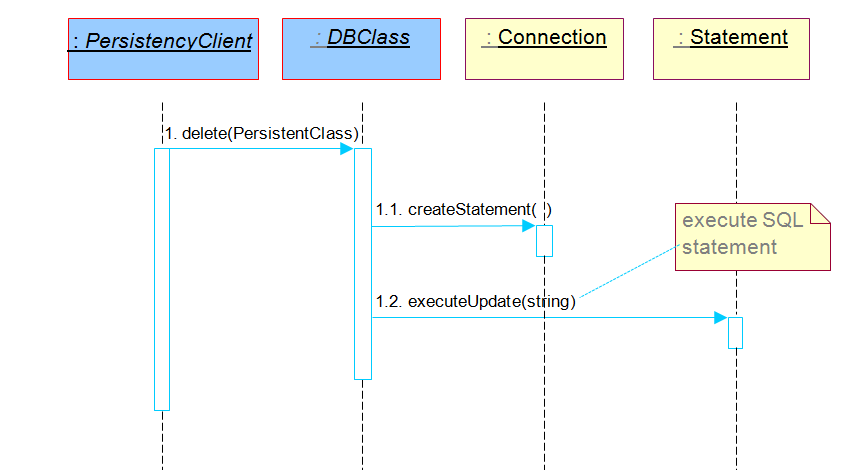 : PersistencyClient
: DBClass
: Connection
: Statement
1. delete(PersistentClass)
1.1. createStatement( )
execute SQL
statement
1.2. executeUpdate(string)